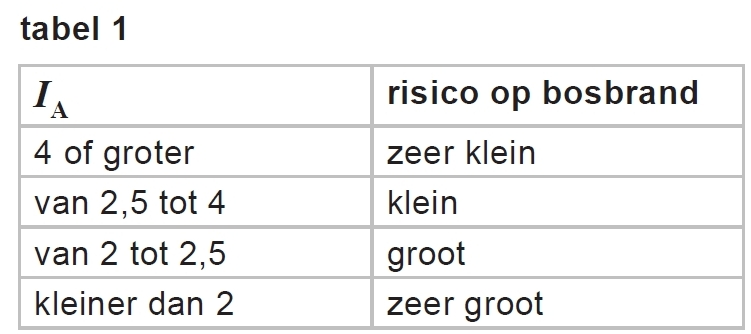 tabel 1
I_A risico op bosbrand
4 of groter zeer klein
van 2,5 tot 4 klein
van 2 tot 2,5 groot
kleiner dan 2 zeer groot